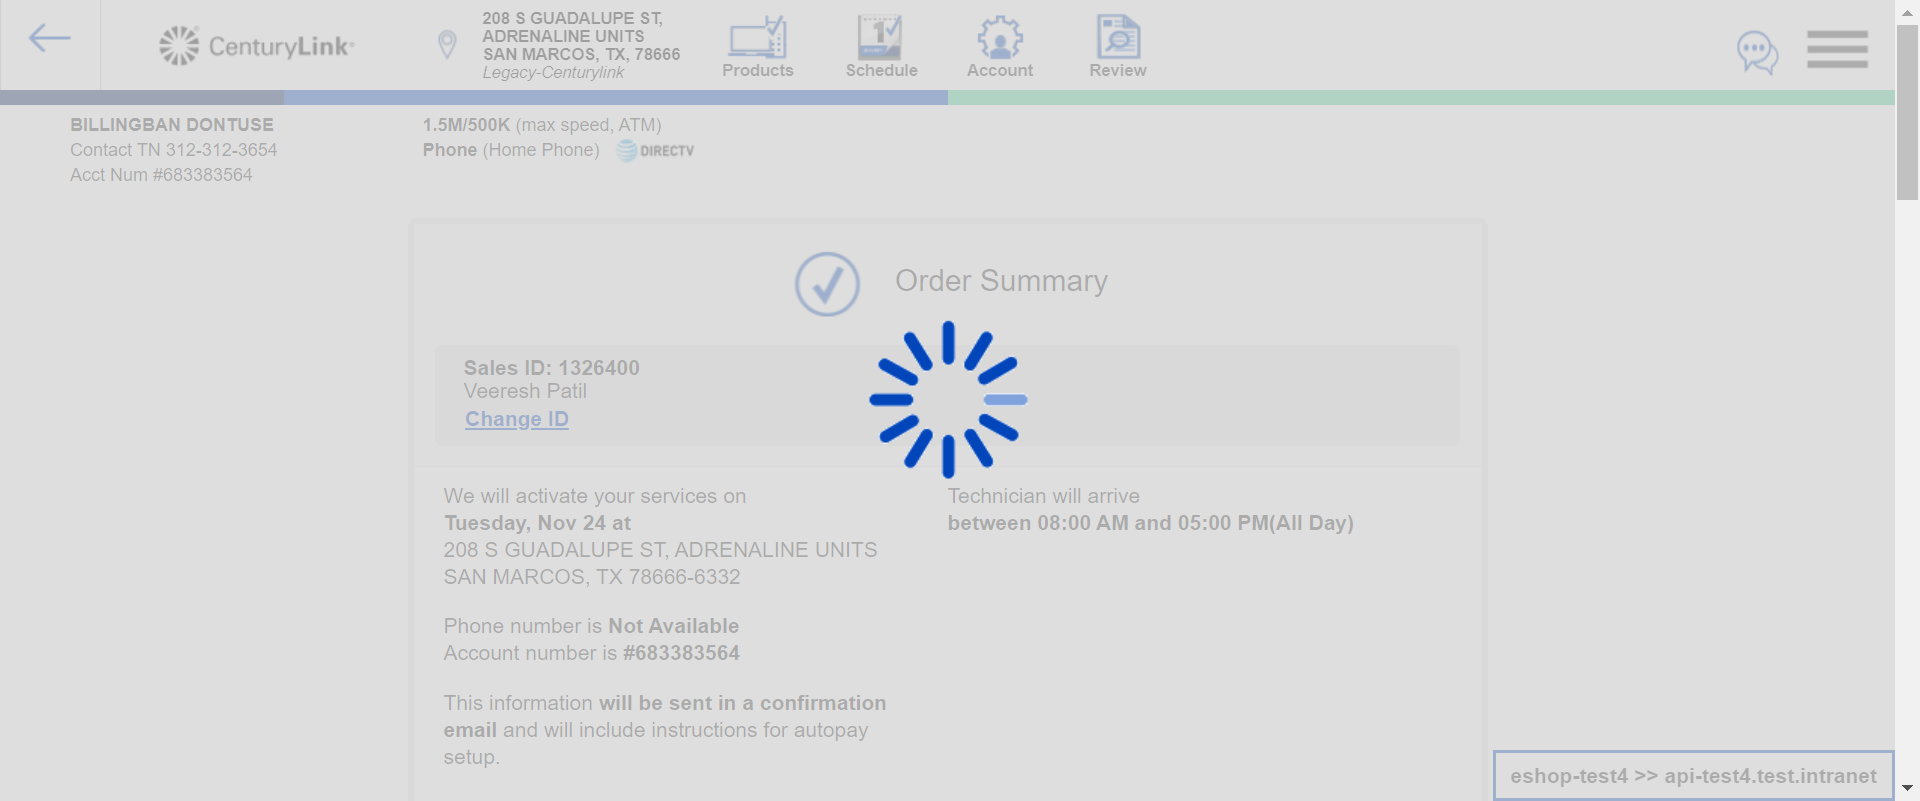 CenturyLink
208 S GUADALUPE ST,
ADRENALINE UNITS
SAN MARCOS, TX, 78666
Legacy-Centurylink
Products
1
Schedule
Account
Review
BILLINGBAN DONTUSE
Contact TN 312-312-3654
Acct Num #683383564
1.5M/500K (max speed, ATM)
Phone (Home Phone)
DIRECTV
Order Summary
Sales ID: 1326400
Veeresh Patil
Change ID
We will activate your services on
Tuesday, Nov 24 at
208 S GUADALUPE ST, ADRENALINE UNITS
SAN MARCOS, TX 78666-6332
Technician will arrive
between 08:00 AM and 05:00 PM(All Day)
Phone number is Not Available
Account number is #683383564
This information will be sent in a confirmation
email and will include instructions for autopay
setup.
eshop-test4 >> api-test4.test.intranet